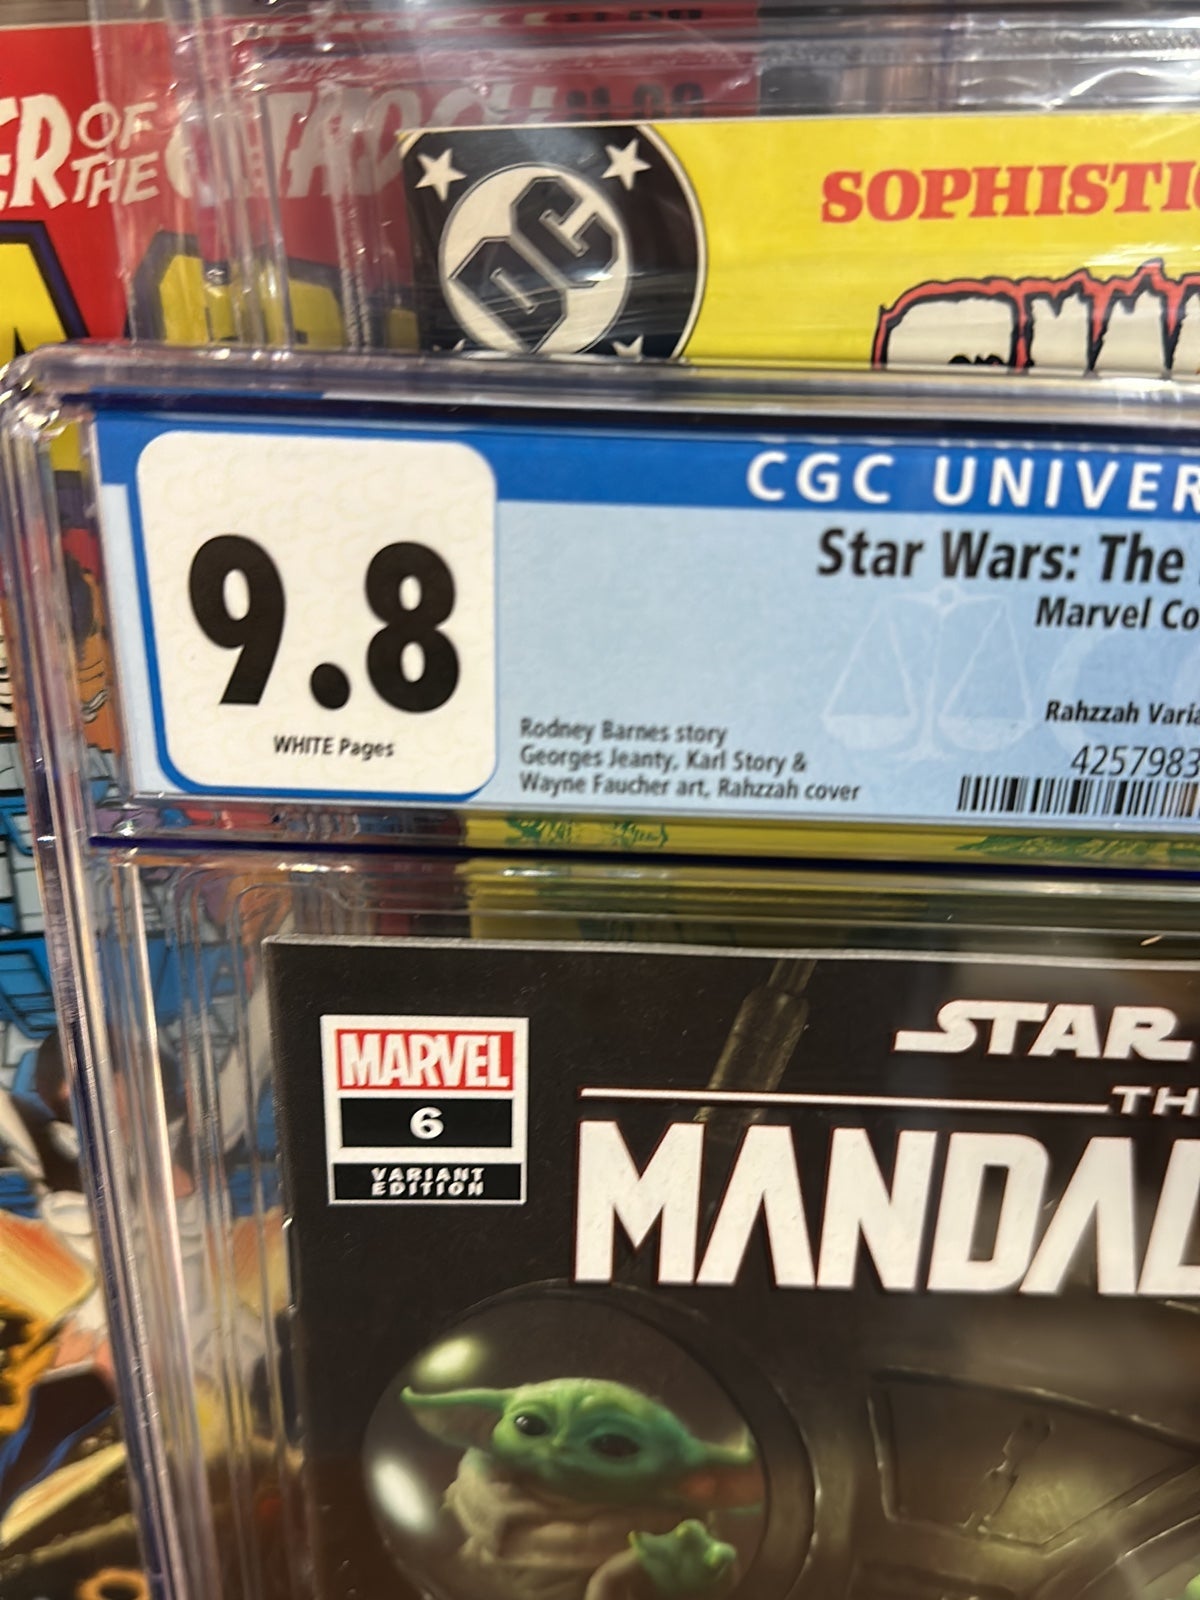 ER OF THE
DC
SOPHISTI
CGC UNIVER
9.8
WHITE Pages
Star Wars: The
Marvel Co
Rahzzah Varia
4257983
Rodney Barnes story
Georges Jeanty, Karl Story &
Wayne Faucher art, Rahzzah cover
MARVEL
6
VARIANT
EDITION
STAR
TH
MANDAL